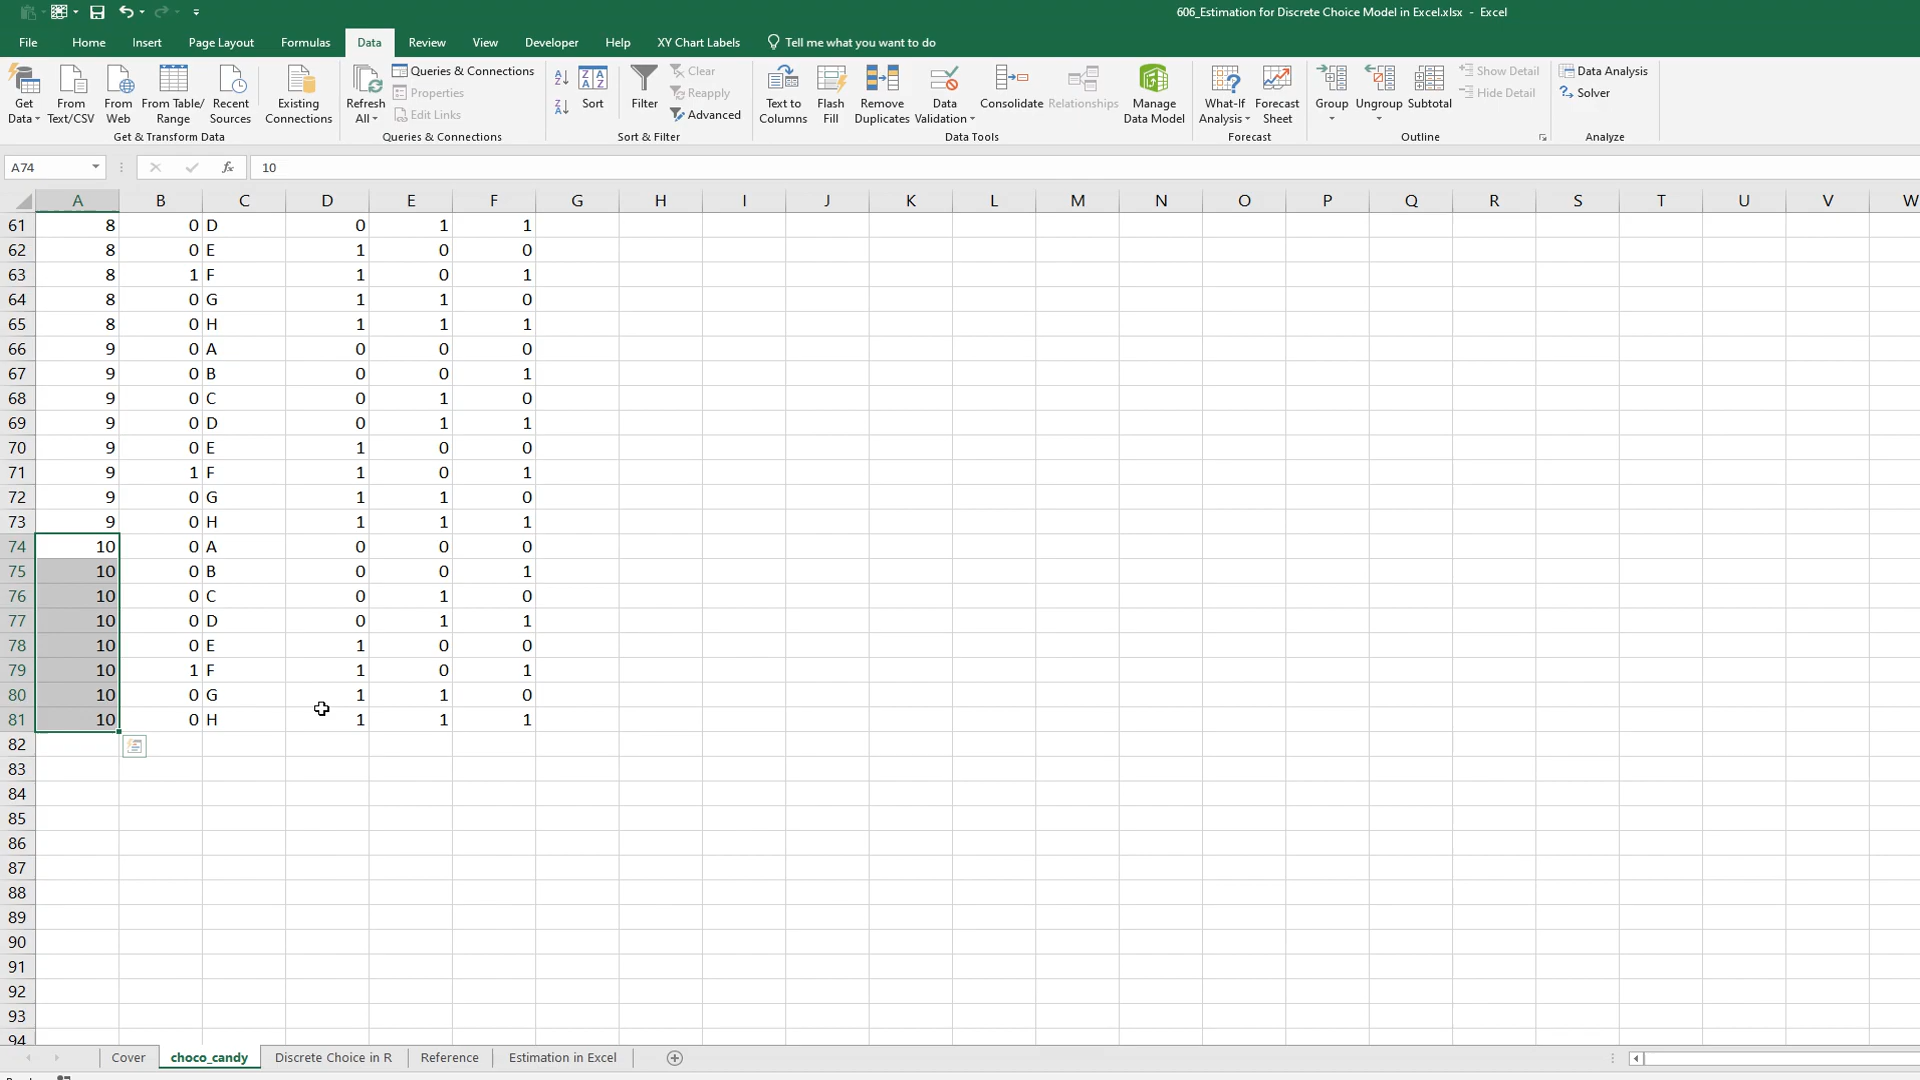 606_Estimation for Discrete Choice Model in Excel.xlsx - Excel
File Home Insert Page Layout Formulas Data Review View Developer Help XY Chart Labels Tell me what you want to do
Get Data
From Text/CSV
From Web
From Table/ Range
Recent Sources
Existing Connections
Get & Transform Data
Refresh All
Queries & Connections
Properties
Edit Links
Queries & Connections
Sort
Filter
Clear
Reapply
Advanced
Sort & Filter
Text to Columns
Flash Fill
Remove Duplicates
Data Validation
Consolidate
Relationships
Manage Data Model
Data Tools
What-If Analysis
Forecast Sheet
Forecast
Group
Ungroup
Subtotal
Show Detail
Hide Detail
Outline
Data Analysis
Solver
Analyze
A74 fx 10
A B C D E F G H I J K L M N O P Q R S T U V W
61 8 0 D 0 1 1
62 8 0 E 1 0 0
63 8 1 F 1 0 1
64 8 0 G 1 1 0
65 8 0 H 1 1 1
66 9 0 A 0 0 0
67 9 0 B 0 0 1
68 9 0 C 0 1 0
69 9 0 D 0 1 1
70 9 0 E 1 0 0
71 9 1 F 1 0 1
72 9 0 G 1 1 0
73 9 0 H 1 1 1
74 10 0 A 0 0 0
75 10 0 B 0 0 1
76 10 0 C 0 1 0
77 10 0 D 0 1 1
78 10 0 E 1 0 0
79 10 1 F 1 0 1
80 10 0 G 1 1 0
81 10 0 H 1 1 1
82
83
84
85
86
87
88
89
90
91
92
93
94
Cover choco_candy Discrete Choice in R Reference Estimation in Excel